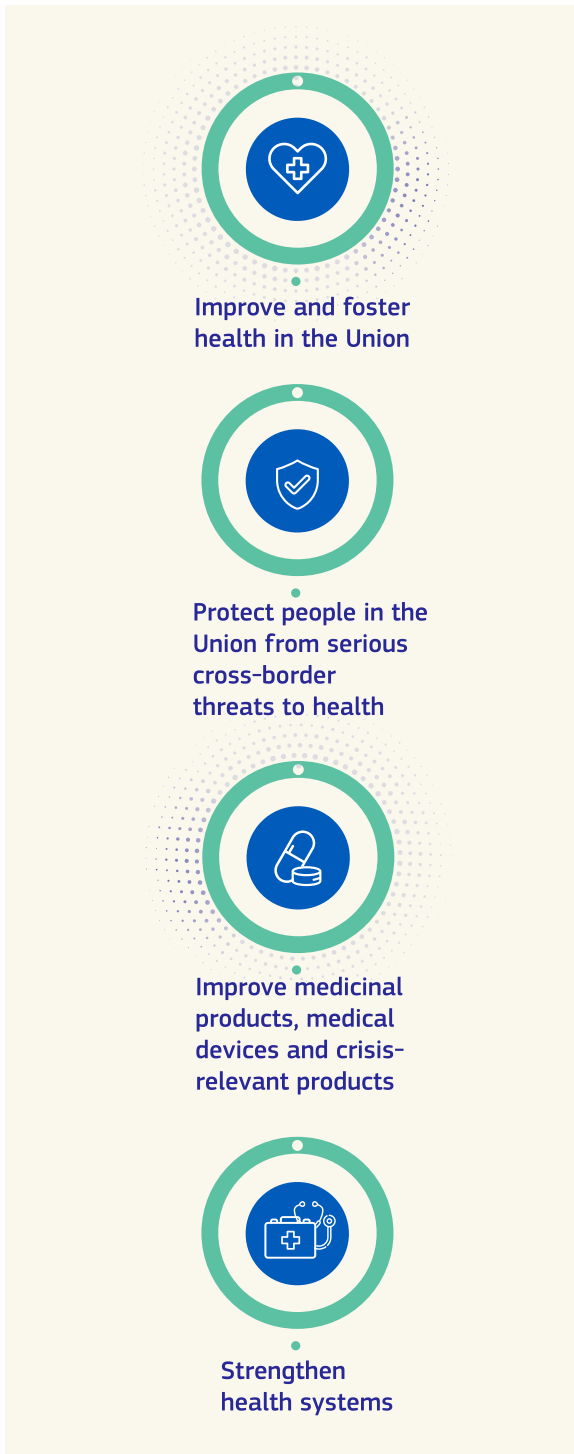 Improve and foster
health in the Union
Protect people in the
Union from serious
cross-border
threats to health
Improve medicinal
products, medical
devices and crisis-
relevant products
Strengthen
health systems